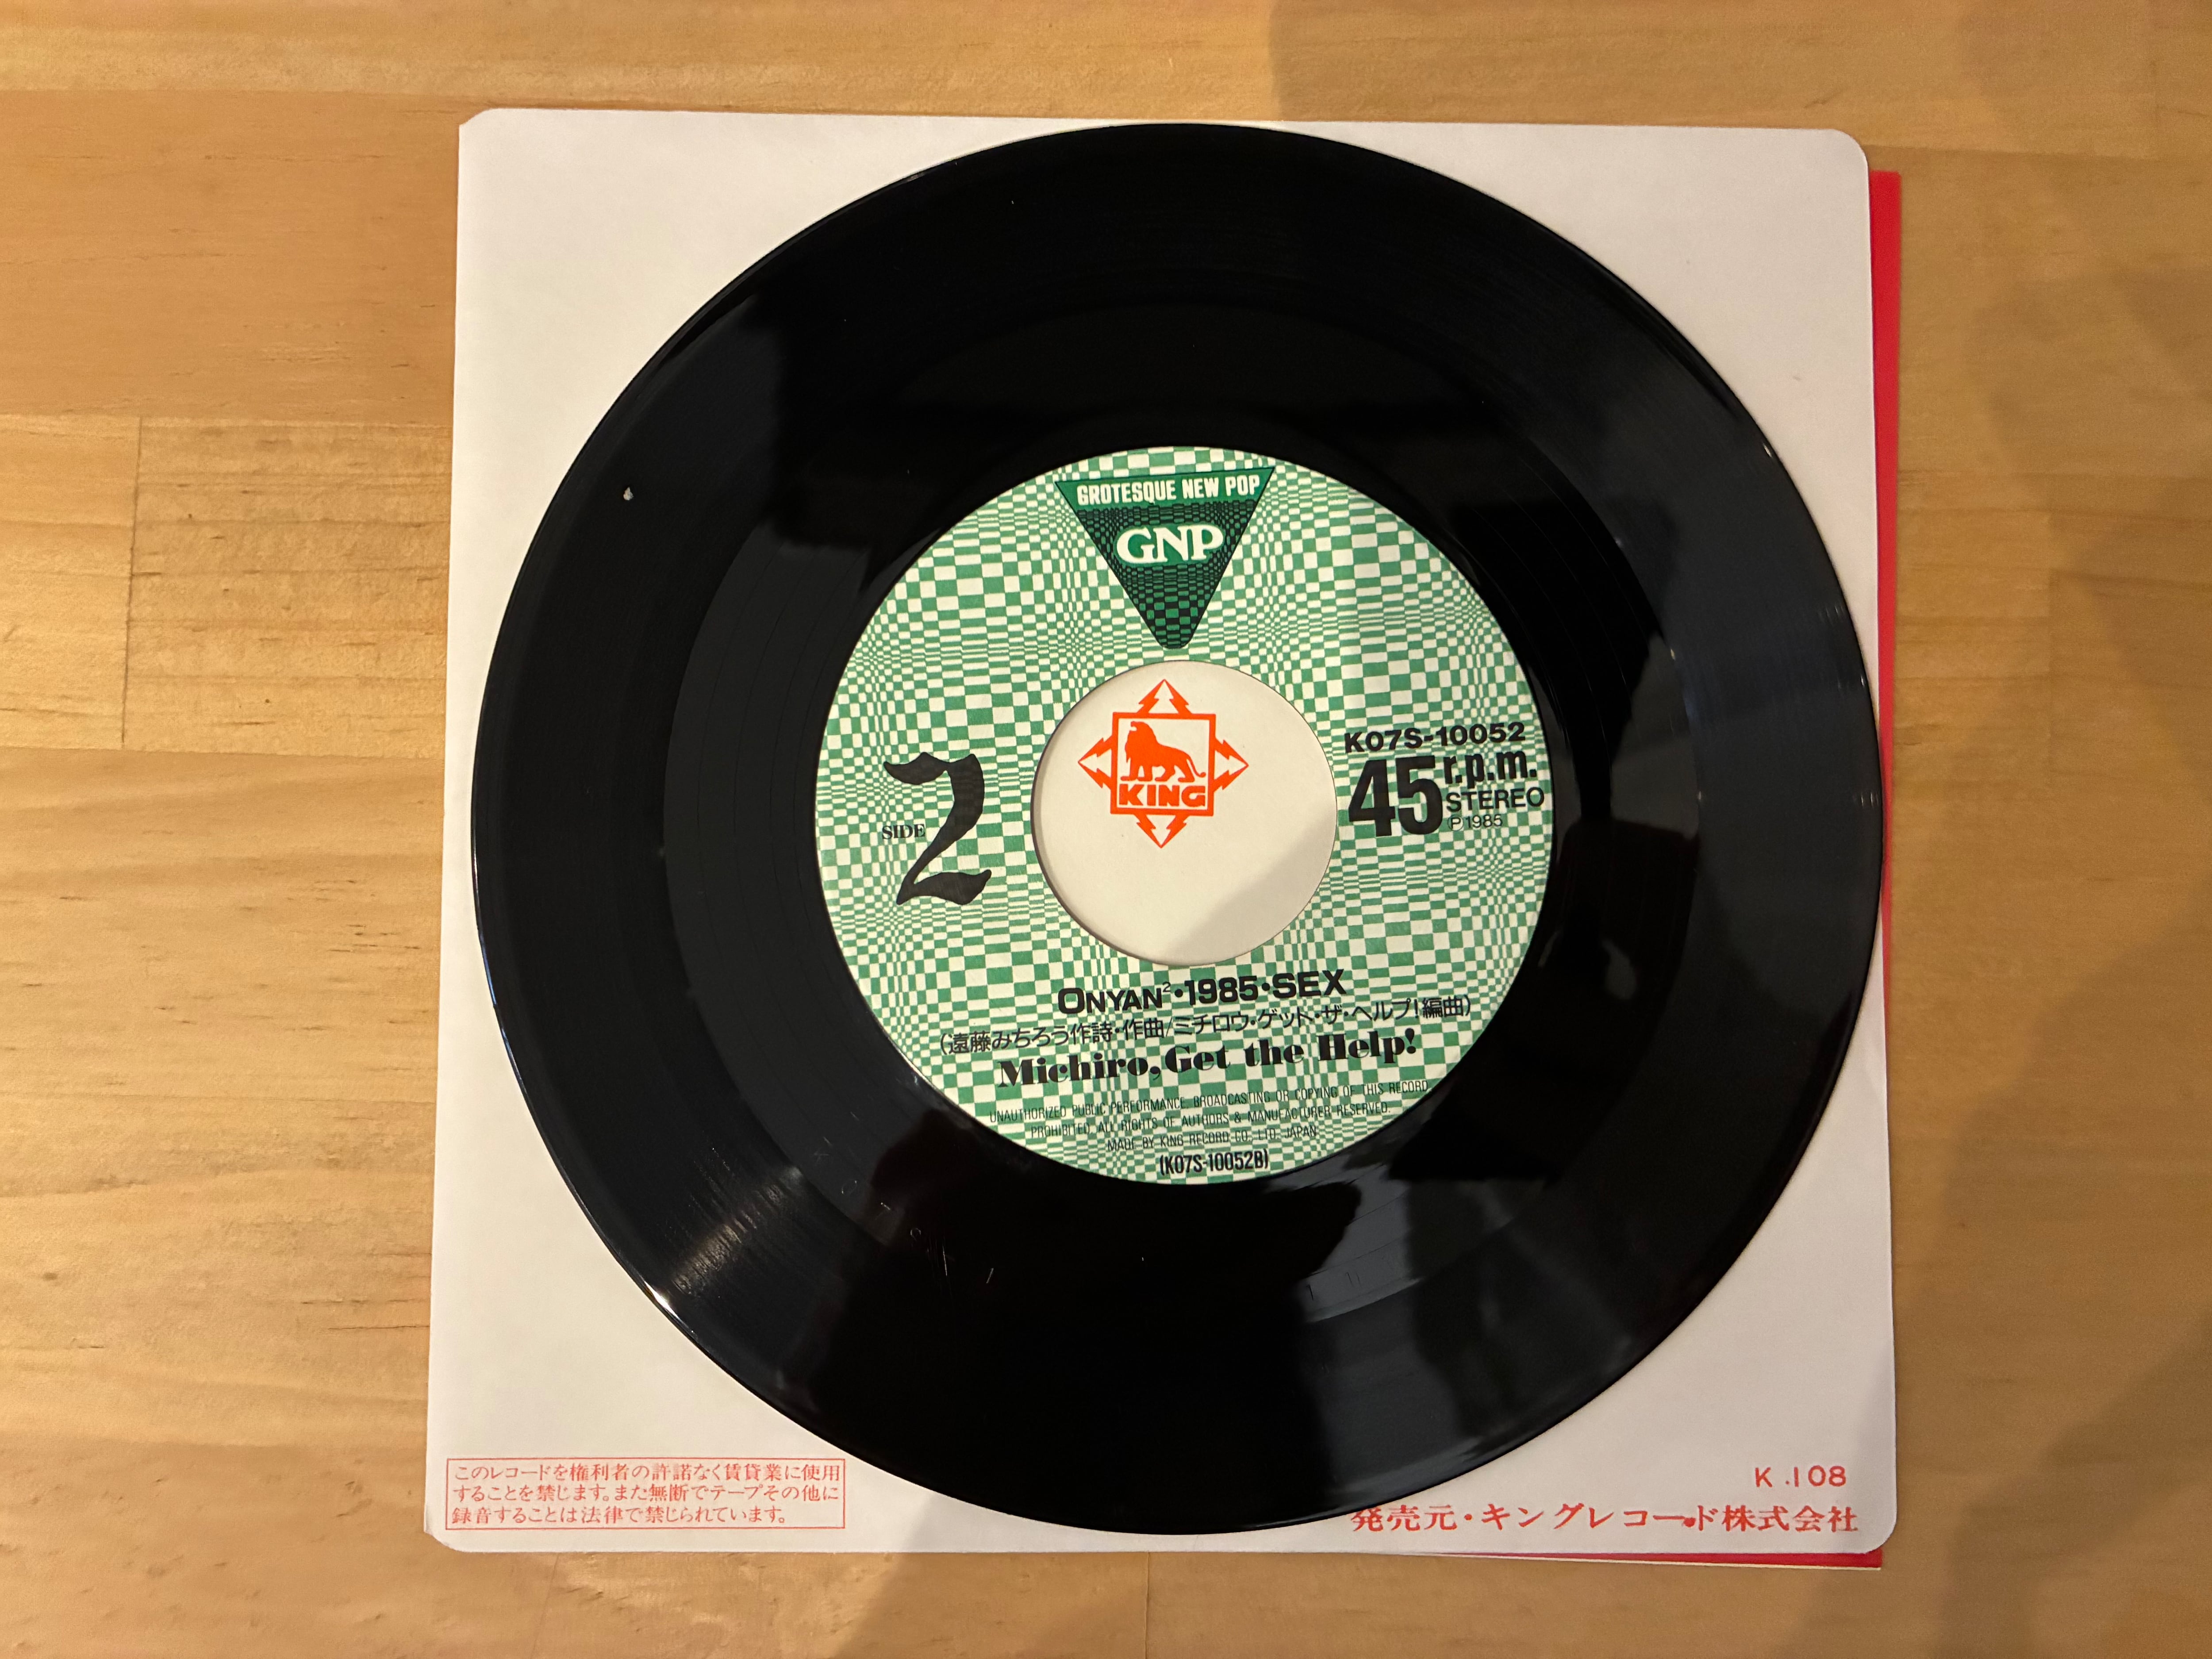 GROTESQUE NEW POP
GNP
KING
SIDE 2
K07S-10052
45 r.p.m.
STEREO
Ⓟ1985
ONYAN²・1985・SEX
(遠藤みちろう作詩・作曲/ミチロウ・ゲット・ザ・ヘルプ!編曲)
Michiro, Get the Help!
UNAUTHORIZED PUBLIC PERFORMANCE, BROADCASTING OR COPYING OF THIS RECORD
PROHIBITED. ALL RIGHTS OF AUTHORS & MANUFACTURER RESERVED.
MADE BY KING RECORD CO., LTD. JAPAN.
(K07S-10052B)
このレコードを権利者の許諾なく賃貸業に使用
することを禁じます。また無断でテープその他に
録音することは法律で禁じられています。
K.108
発売元・キングレコード株式会社